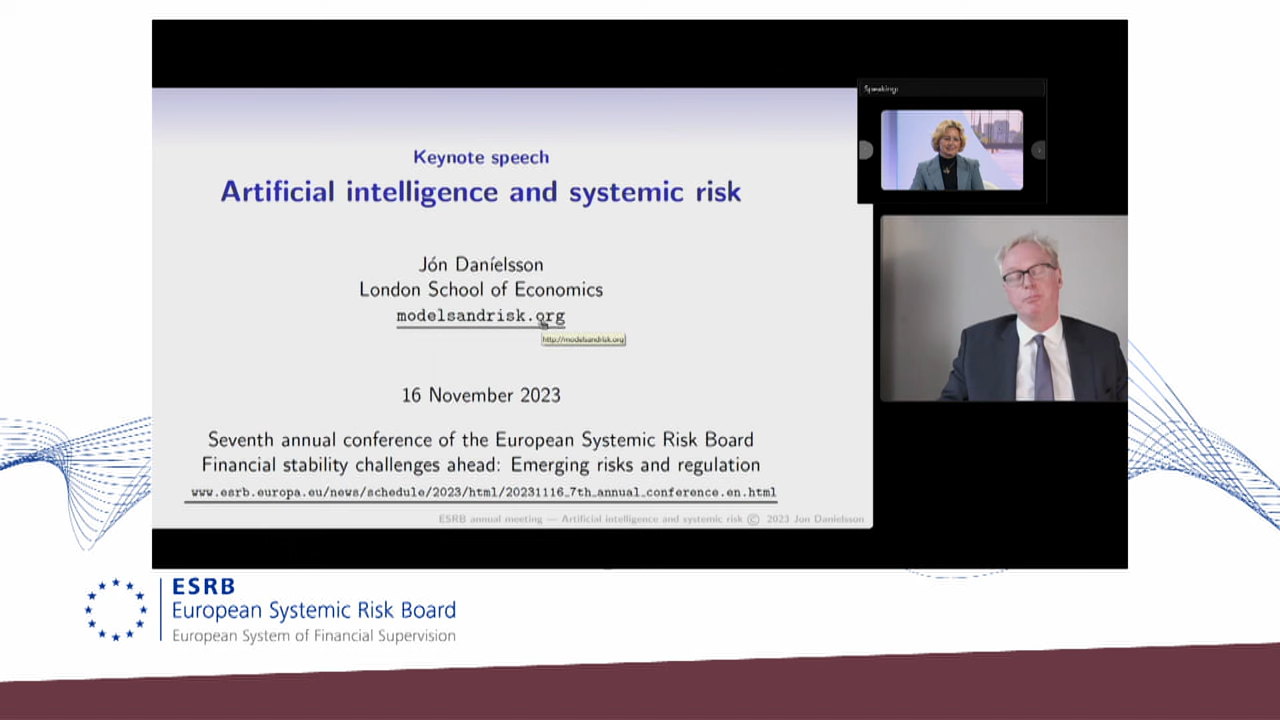 Speaking:
Keynote speech
Artificial intelligence and systemic risk
Jón Daníelsson
London School of Economics
modelsandrisk.org
http://modelsandrisk.org
16 November 2023
Seventh annual conference of the European Systemic Risk Board
Financial stability challenges ahead: Emerging risks and regulation
www.esrb.europa.eu/news/schedule/2023/html/20231116_7th_annual_conference.en.html
ESRB annual meeting — Artificial intelligence and systemic risk © 2023 Jon Danielsson
ESRB
European Systemic Risk Board
European System of Financial Supervision